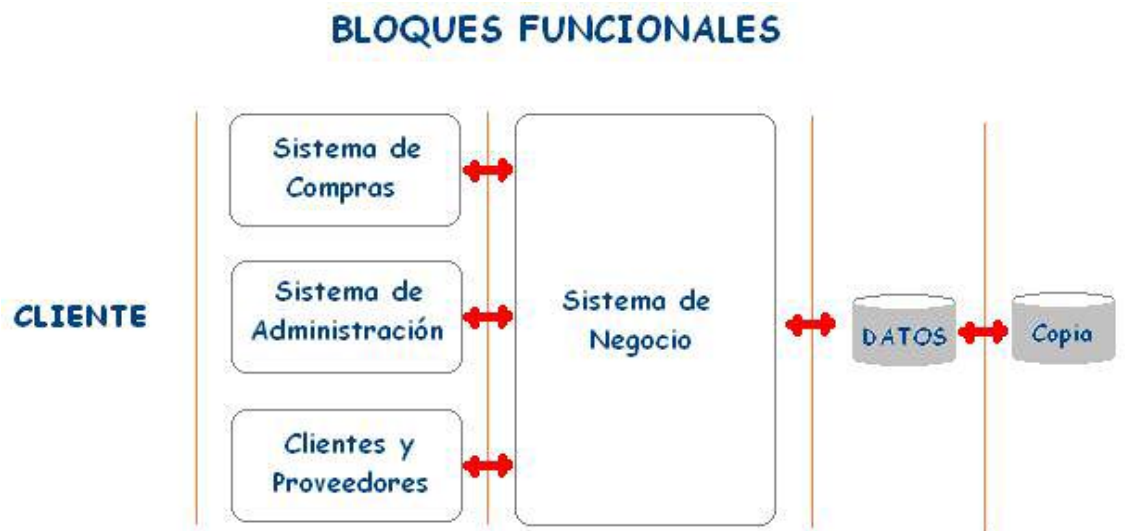 BLOQUES FUNCIONALES
CLIENTE
Sistema de
Compras
Sistema de
Administración
Clientes y
Proveedores
Sistema de
Negocio
DATOS
Copia